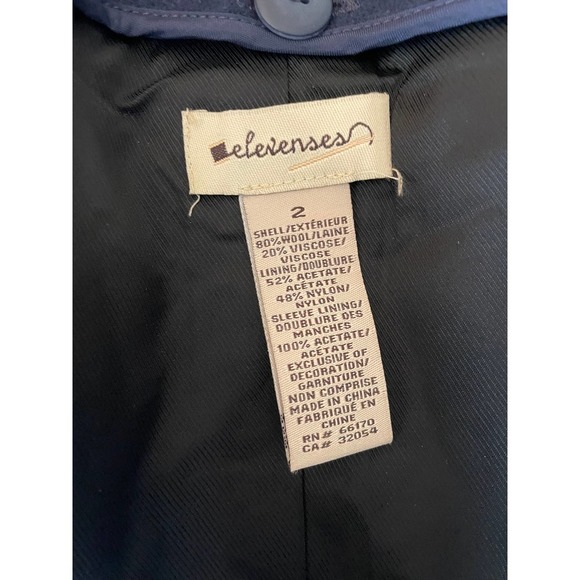 elevenses
2
SHELL/EXTÉRIEUR
80%WOOL/LAINE
20% VISCOSE/
VISCOSE
LINING/DOUBLURE
52% ACETATE/
ACÉTATE
48% NYLON/
NYLON
SLEEVE LINING/
DOUBLURE DES
MANCHES
100% ACETATE/
ACÉTATE
EXCLUSIVE OF
DECORATION/
GARNITURE
NON COMPRISE
MADE IN CHINA
FABRIQUÉ EN
CHINE
RN# 66170
CA# 32054